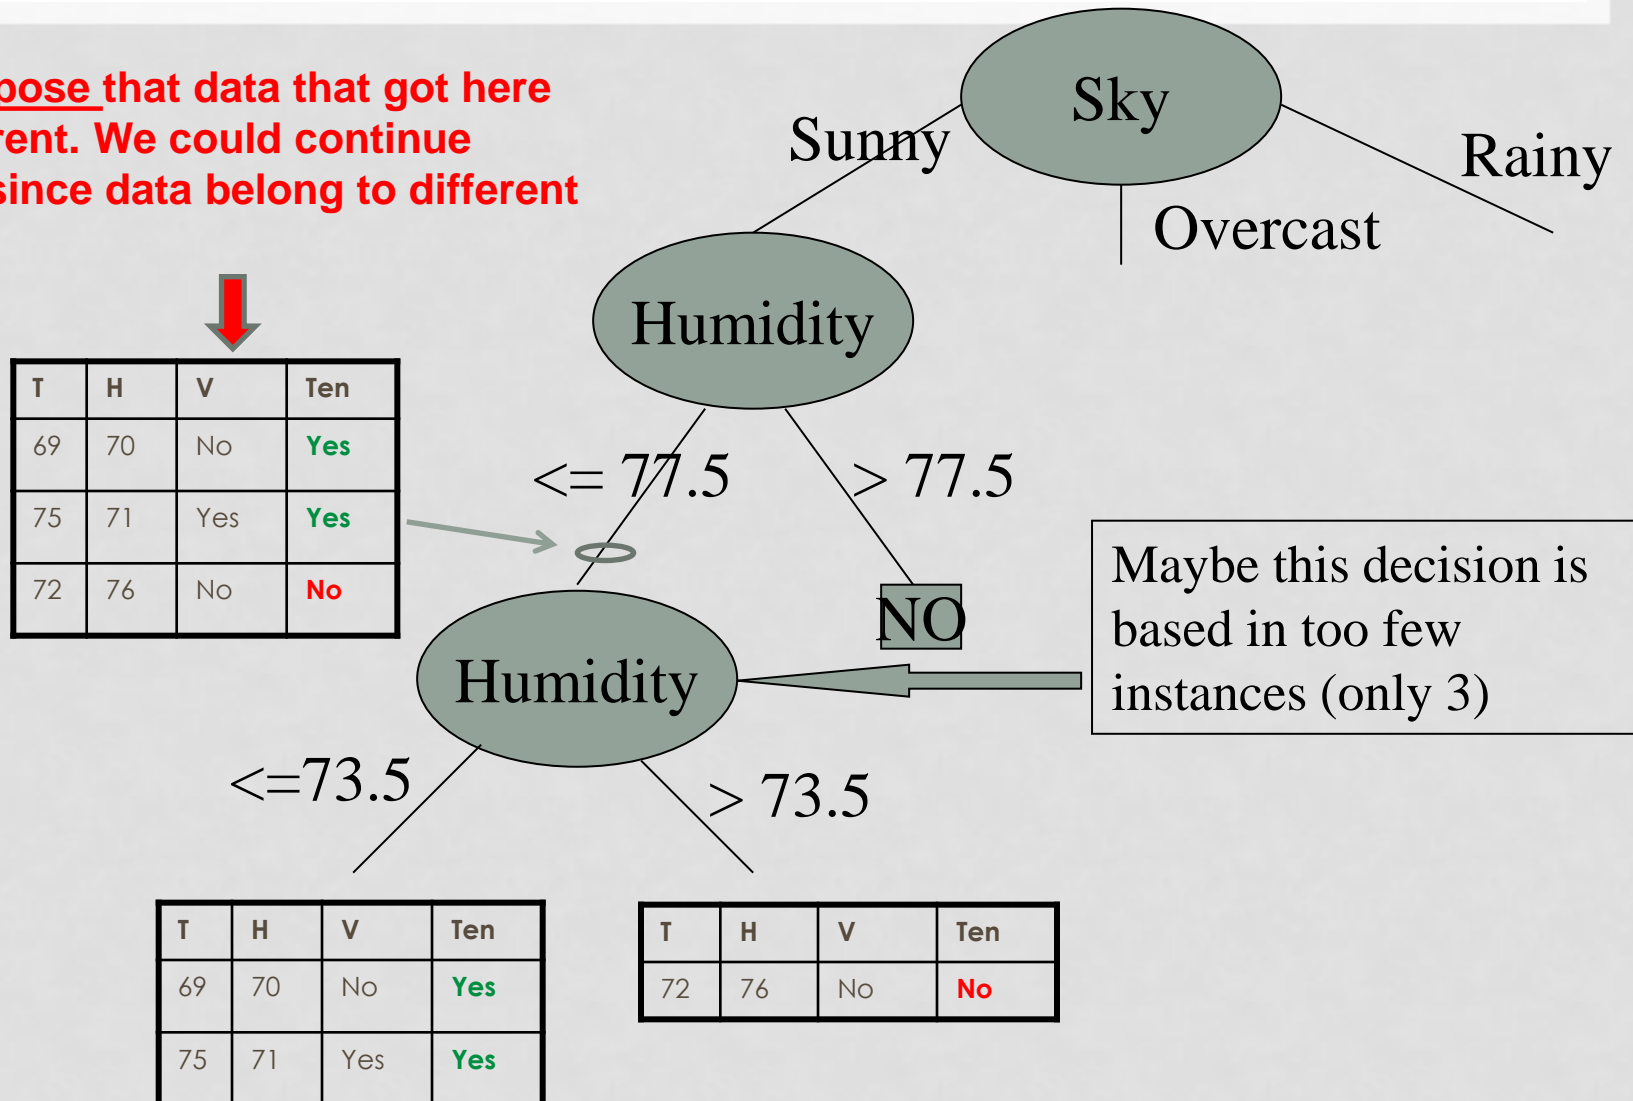 pose that data that got here
rent. We could continue
since data belong to different
Sky
Sunny
Rainy
Overcast
Humidity
T H V Ten
69 70 No Yes
75 71 Yes Yes
72 76 No No
<= 77.5
> 77.5
NO
Maybe this decision is
based in too few
instances (only 3)
Humidity
<=73.5
> 73.5
T H V Ten
69 70 No Yes
75 71 Yes Yes
T H V Ten
72 76 No No